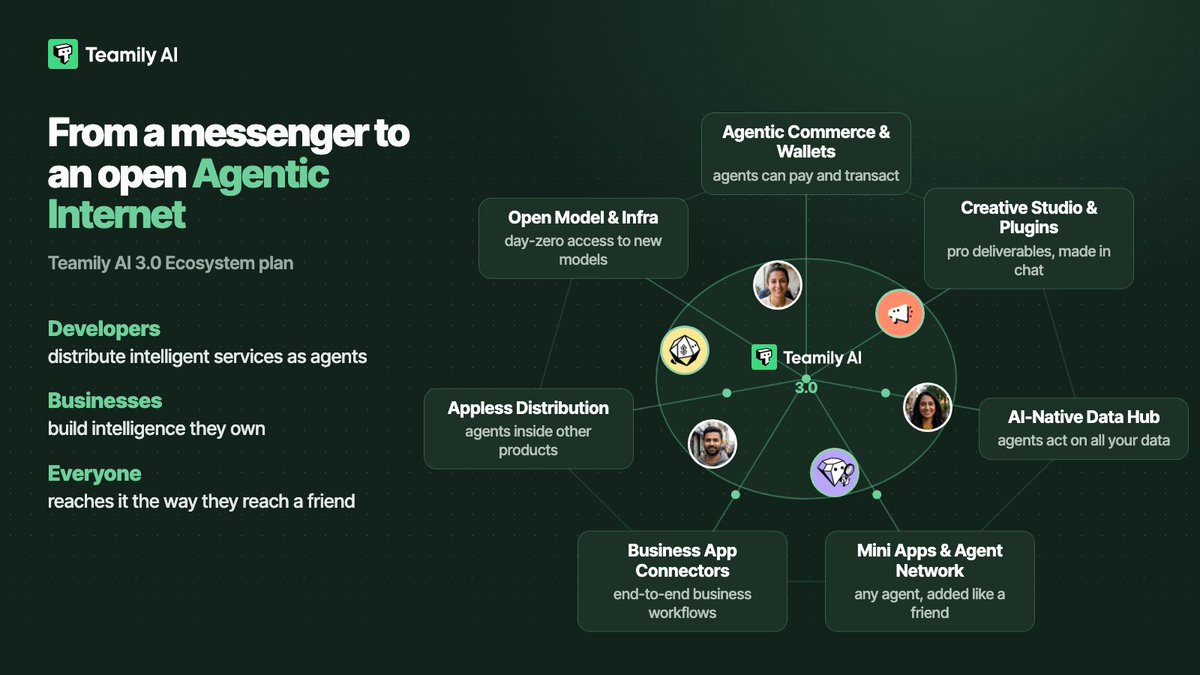 Teamily AI
From a messenger to
an open Agentic
Internet
Teamily AI 3.0 Ecosystem plan
Developers
distribute intelligent services as agents
Businesses
build intelligence they own
Everyone
reaches it the way they reach a friend
Agentic Commerce &
Wallets
agents can pay and transact
Open Model & Infra
day-zero access to new
models
Creative Studio &
Plugins
pro deliverables, made in
chat
Teamily AI
3.0
Appless Distribution
agents inside other
products
AI-Native Data Hub
agents act on all your data
Business App
Connectors
end-to-end business
workflows
Mini Apps & Agent
Network
any agent, added like a
friend